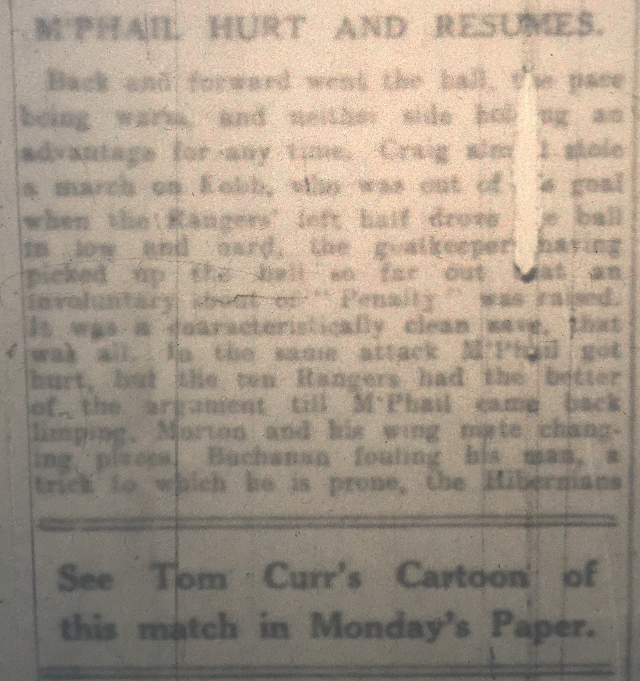 M'PHAIL HURT AND RESUMES.
Back and forward went the ball, the pace
being warm, and neither side holding an
advantage for any time. Craig almost stole
a march on Robb, who was out of his goal
when the Rangers' left half drove the ball
in low and hard, the goalkeeper having
picked up the ball so far out that an
involuntary shout of "Penalty" was raised.
It was a characteristically clean save, that
was all. In the same attack M'Phail got
hurt, but the ten Rangers had the better
of the argument till M'Phail came back
limping, Morton and his wing mate chang-
ing places. Buchanan fouling his man, a
trick to which he is prone, the Hibernians
See Tom Curr's Cartoon of
this match in Monday's Paper.